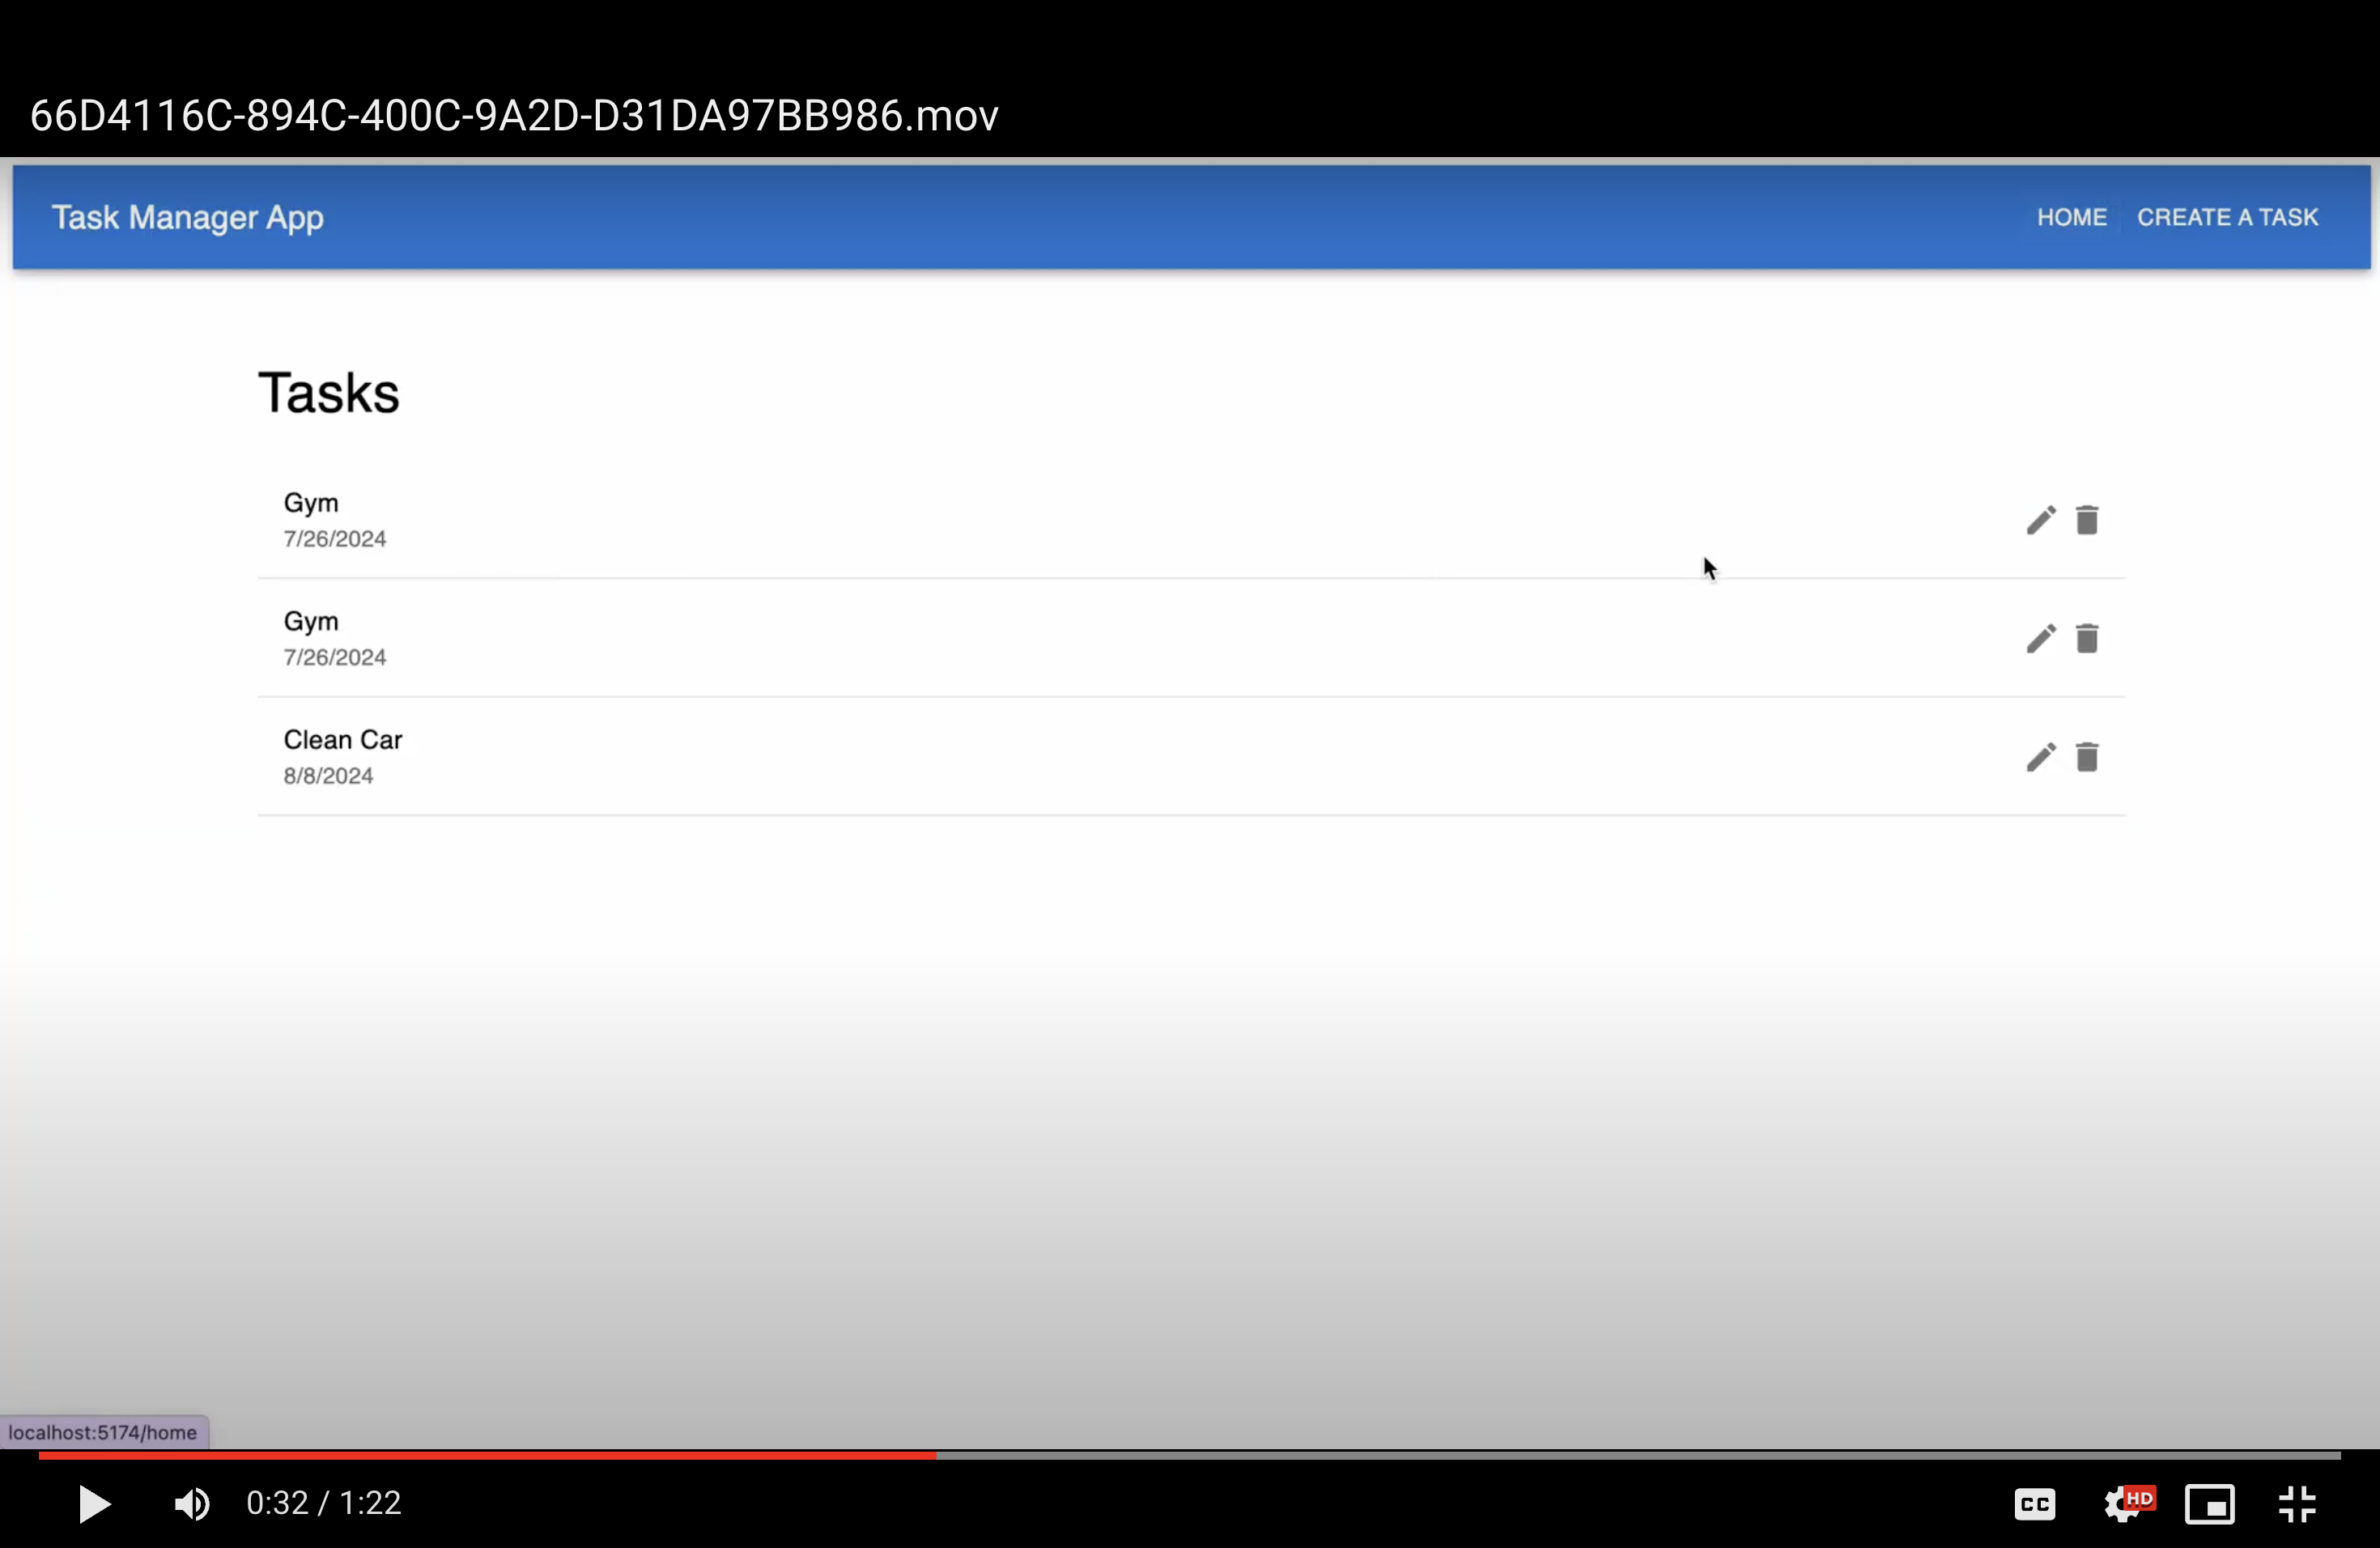 66D4116C-894C-400C-9A2D-D31DA97BB986.mov
Task Manager App
HOME CREATE A TASK
Tasks
Gym
7/26/2024
Gym
7/26/2024
Clean Car
8/8/2024
localhost:5174/home
0:32 / 1:22
CC
HD